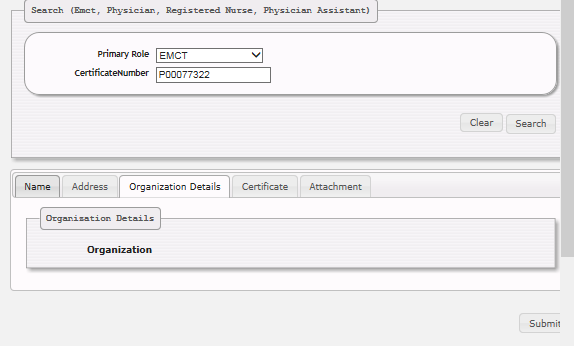 Search (Emct, Physician, Registered Nurse, Physician Assistant)
Primary Role EMCT
CertificateNumber P00077322
Clear Search
Name Address Organization Details Certificate Attachment
Organization Details
Organization
Submit